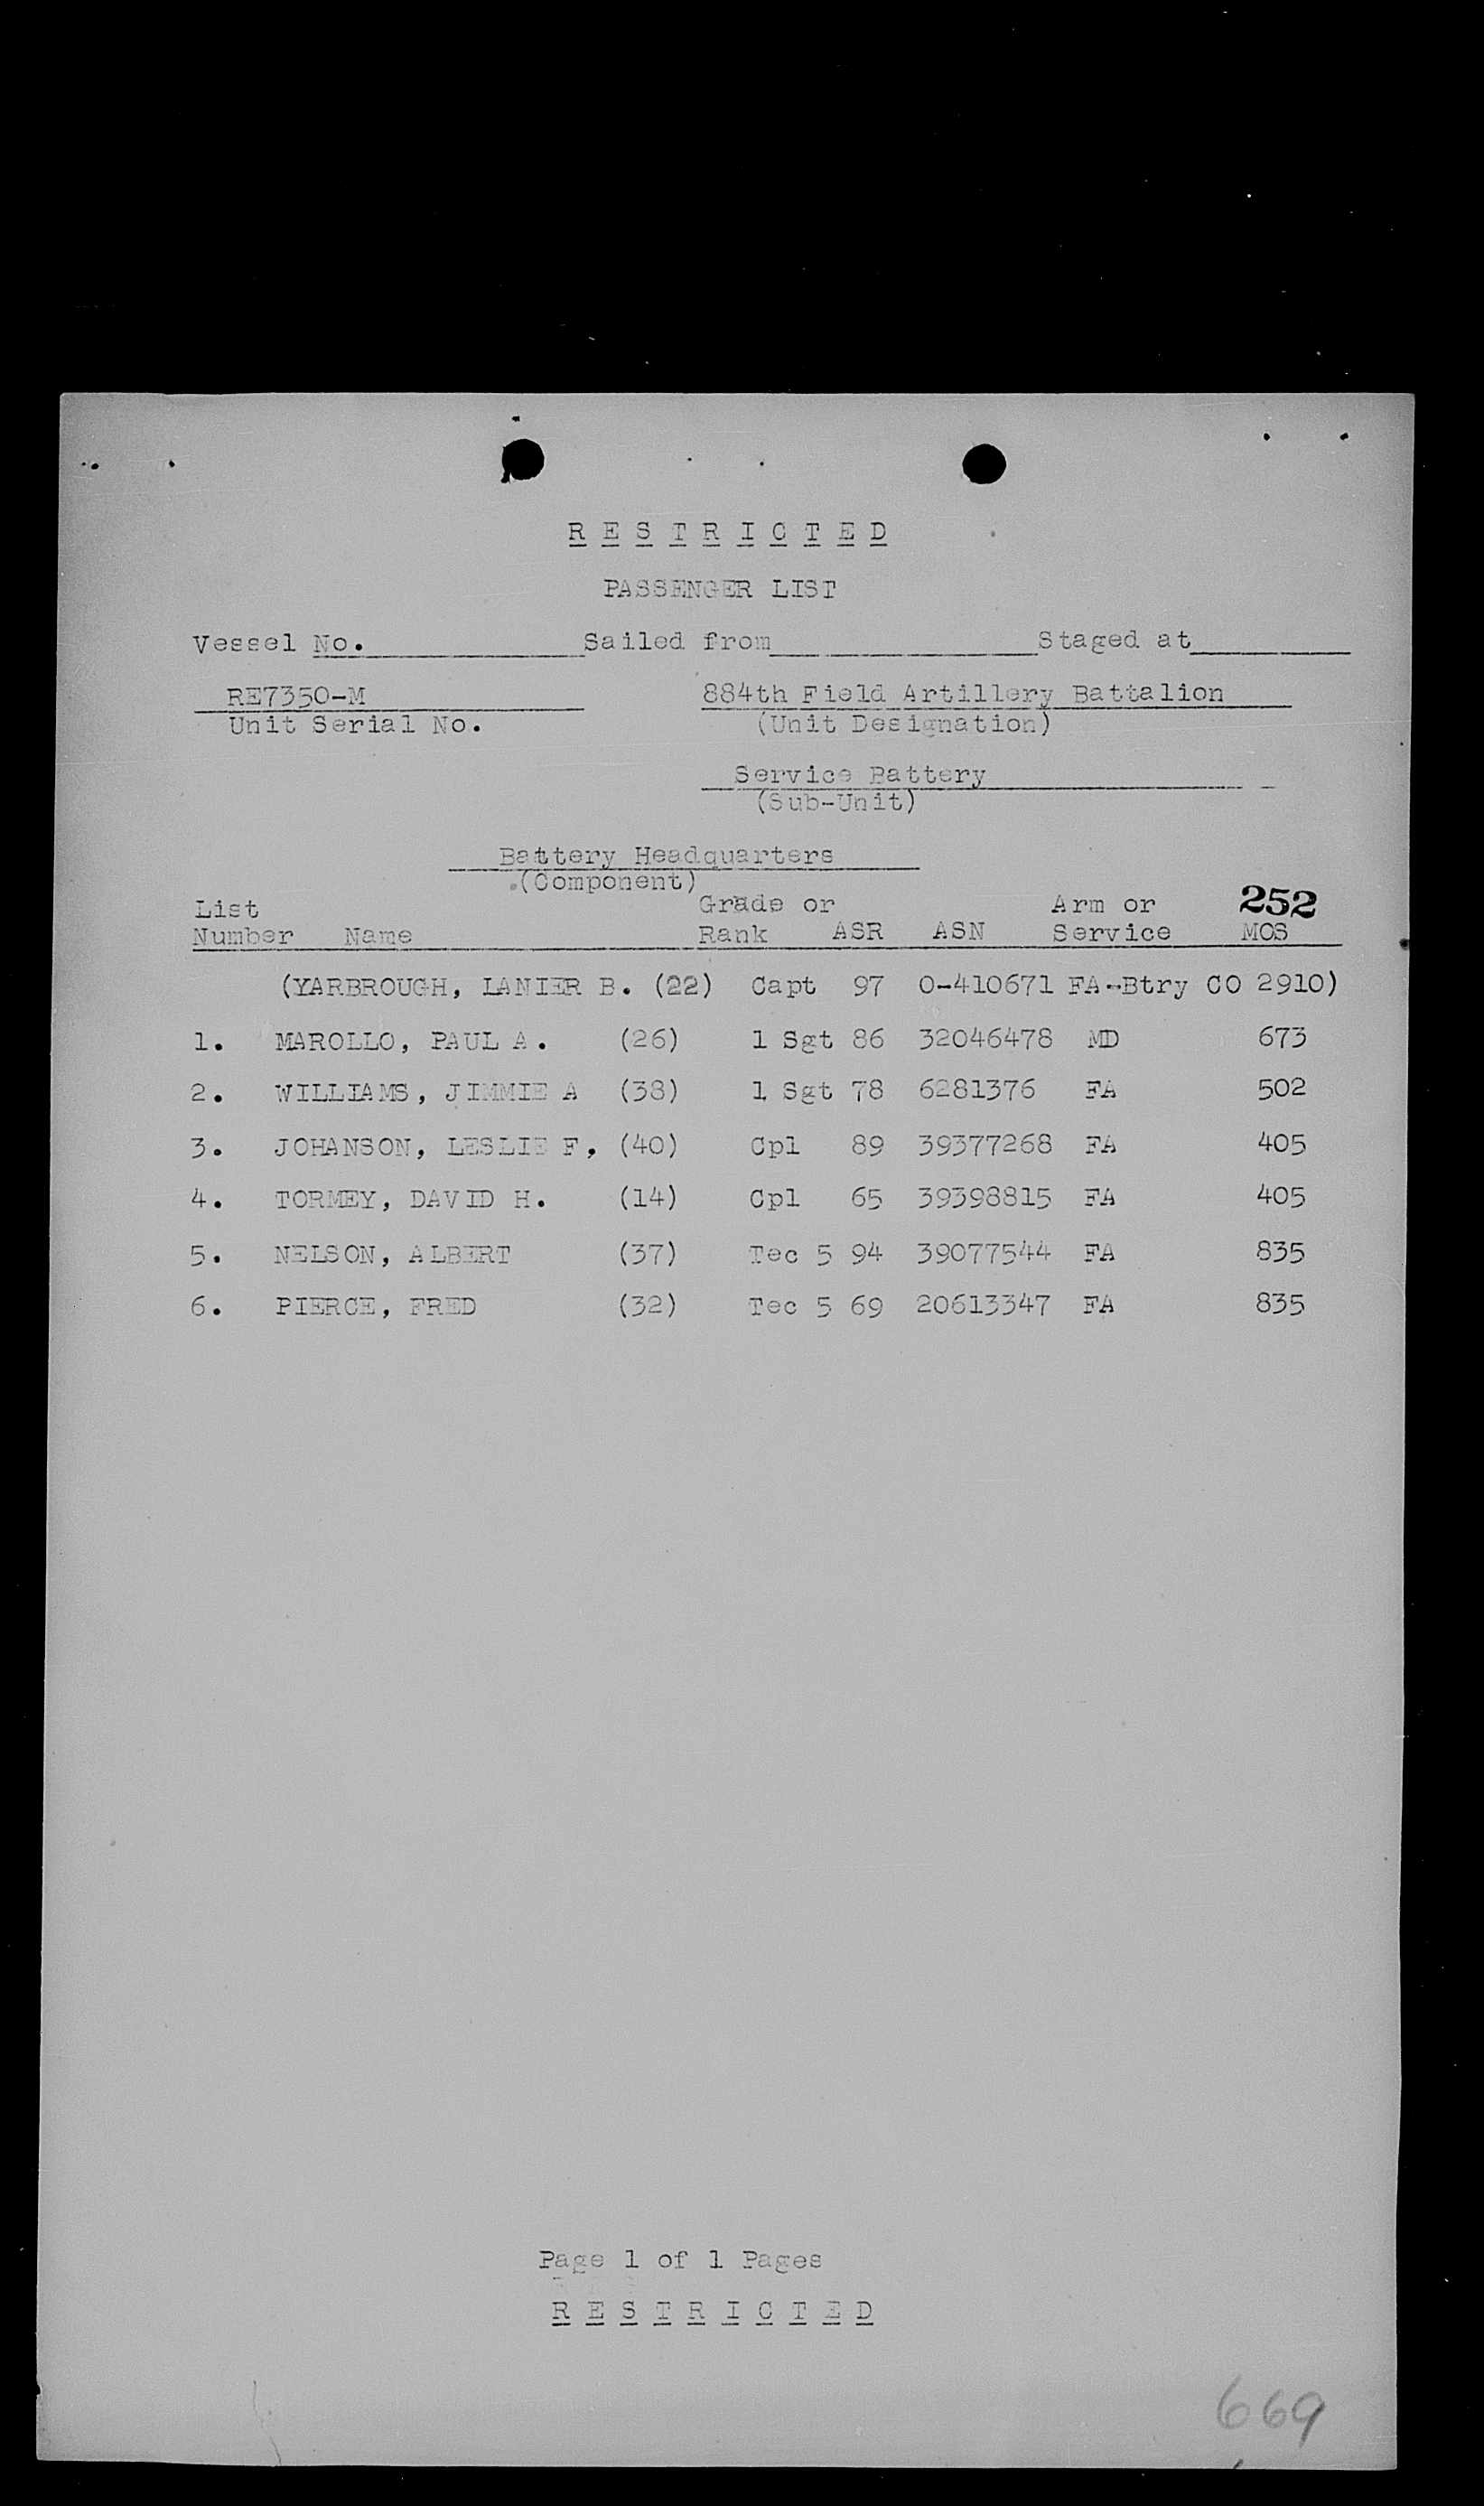 R E S T R I C T E D
PASSENGER LIST
Vessel No. Sailed from Staged at
RE7350-M 884th Field Artillery Battalion
Unit Serial No. (Unit Designation)
Service Battery
(Sub-Unit)
Battery Headquarters
(Component)
List Grade or Arm or 252
Number Name Rank ASR ASN Service MOS
(YARBROUGH, LANIER B. (22) Capt 97 O-410671 FA-Btry CO 2910)
1. MAROLLO, PAUL A. (26) 1 Sgt 86 32046478 MD 673
2. WILLIAMS, JIMMIE A (38) 1 Sgt 78 6281376 FA 502
3. JOHANSON, LESLIE F, (40) Cpl 89 39377268 FA 405
4. TORMEY, DAVID H. (14) Cpl 65 39398815 FA 405
5. NELSON, ALBERT (37) Tec 5 94 39077544 FA 835
6. PIERCE, FRED (32) Tec 5 69 20613347 FA 835
Page 1 of 1 Pages
R E S T R I C T E D
669